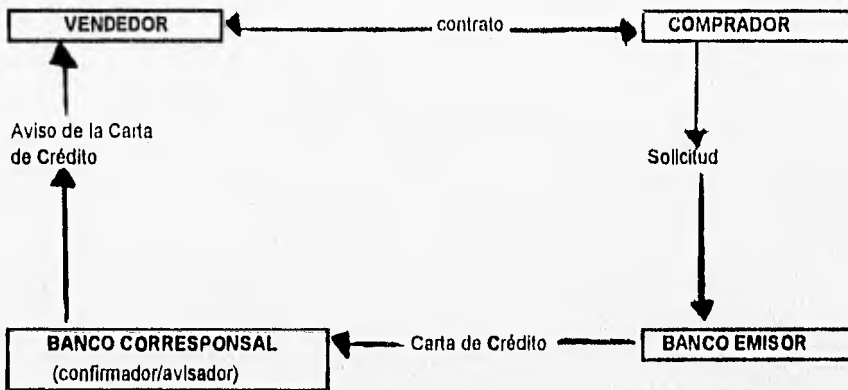 VENDEDOR
contrato
COMPRADOR
Aviso de la Carta
de Crédito
Solicitud
BANCO CORRESPONSAL
(confirmador/avisador)
Carta de Crédito
BANCO EMISOR